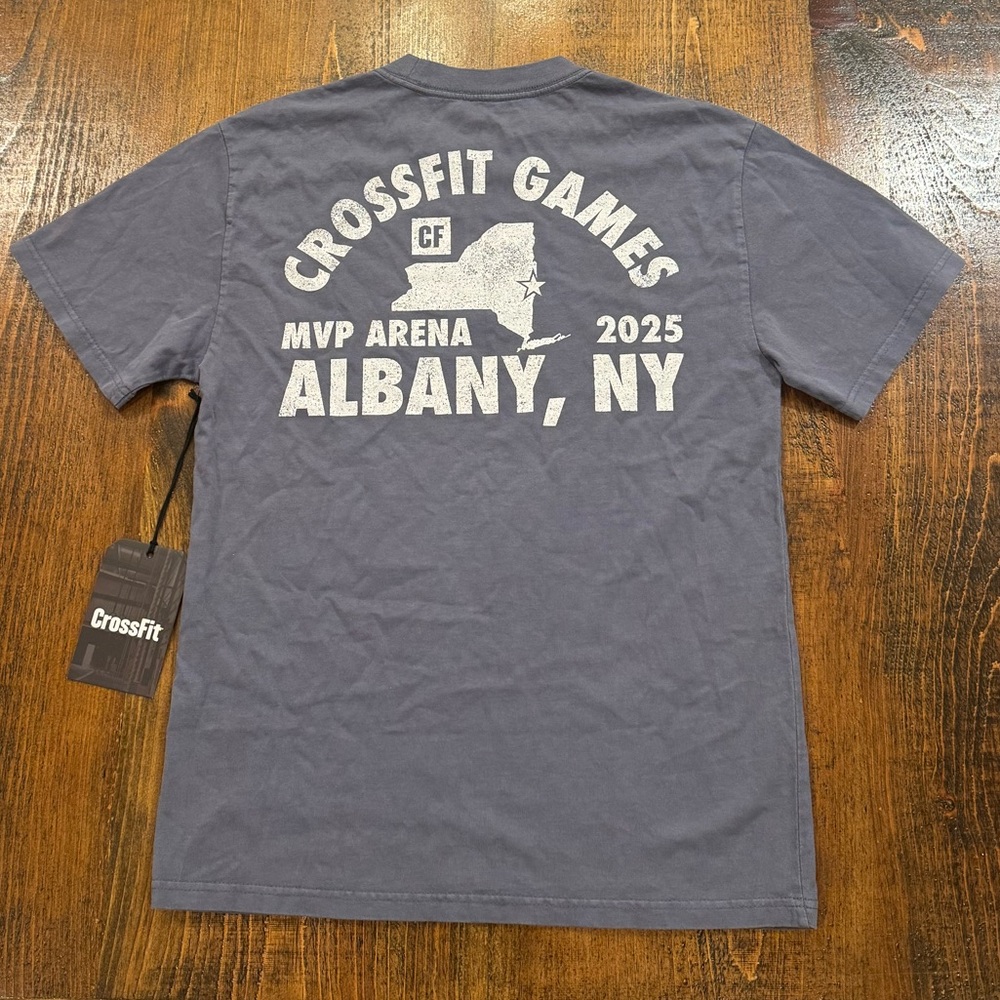 CROSSFIT GAMES
CF
MVP ARENA 2025
ALBANY, NY
CrossFit